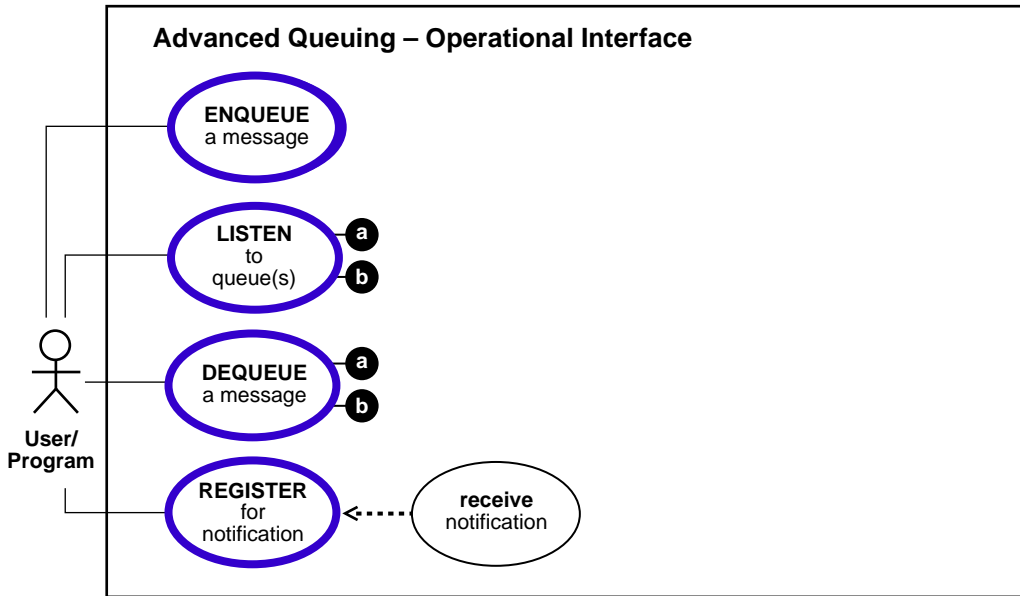 Advanced Queuing – Operational Interface
ENQUEUE
a message
LISTEN
to
queue(s)
a
b
DEQUEUE
a message
a
b
User/
Program
REGISTER
for
notification
receive
notification